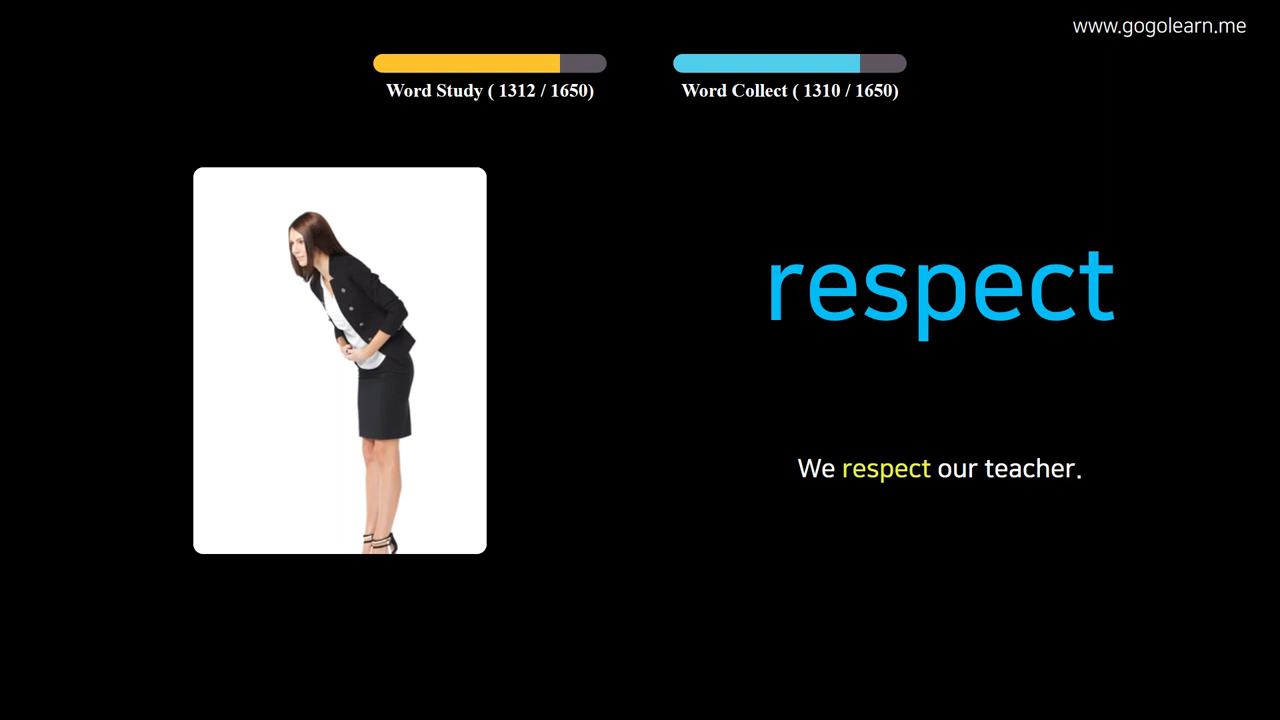 www.gogolearn.me
Word Study ( 1312 / 1650)
Word Collect ( 1310 / 1650)
respect
We respect our teacher.